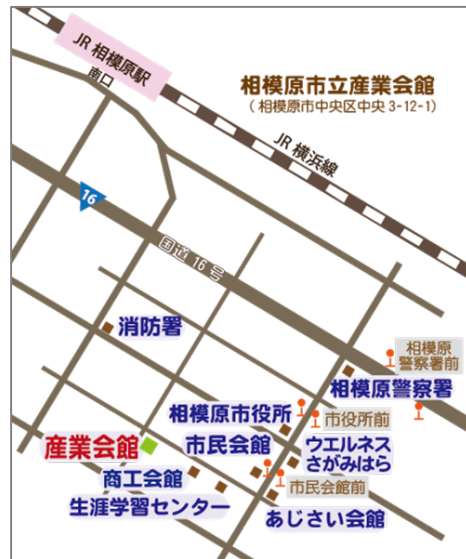 JR 相模原駅
南口
相模原市立産業会館
（相模原市中央区中央 3-12-1）
JR 横浜線
16
国道 16 号
消防署
相模原
警察署前
相模原警察署
相模原市役所
市役所前
産業会館
市民会館
ウエルネス
さがみはら
商工会館
市民会館前
生涯学習センター
あじさい会館